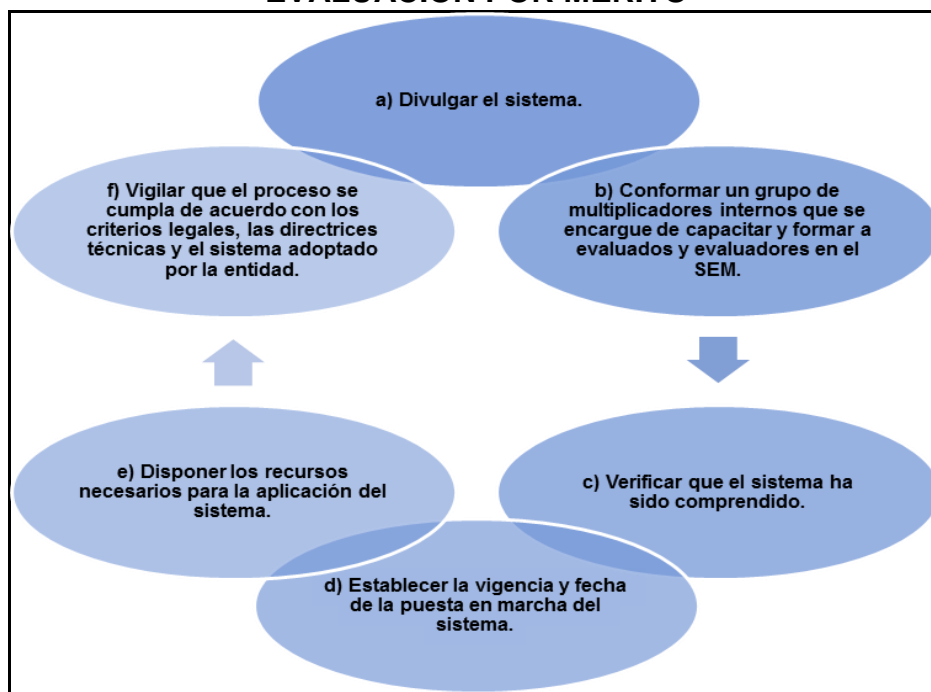 EVALUACIÓN POR MÉRITO
a) Divulgar el sistema.
b) Conformar un grupo de
multiplicadores internos que se
encargue de capacitar y formar a
evaluados y evaluadores en el
SEM.
c) Verificar que el sistema ha
sido comprendido.
d) Establecer la vigencia y fecha
de la puesta en marcha del
sistema.
e) Disponer los recursos
necesarios para la aplicación del
sistema.
f) Vigilar que el proceso se
cumpla de acuerdo con los
criterios legales, las directrices
técnicas y el sistema adoptado
por la entidad.